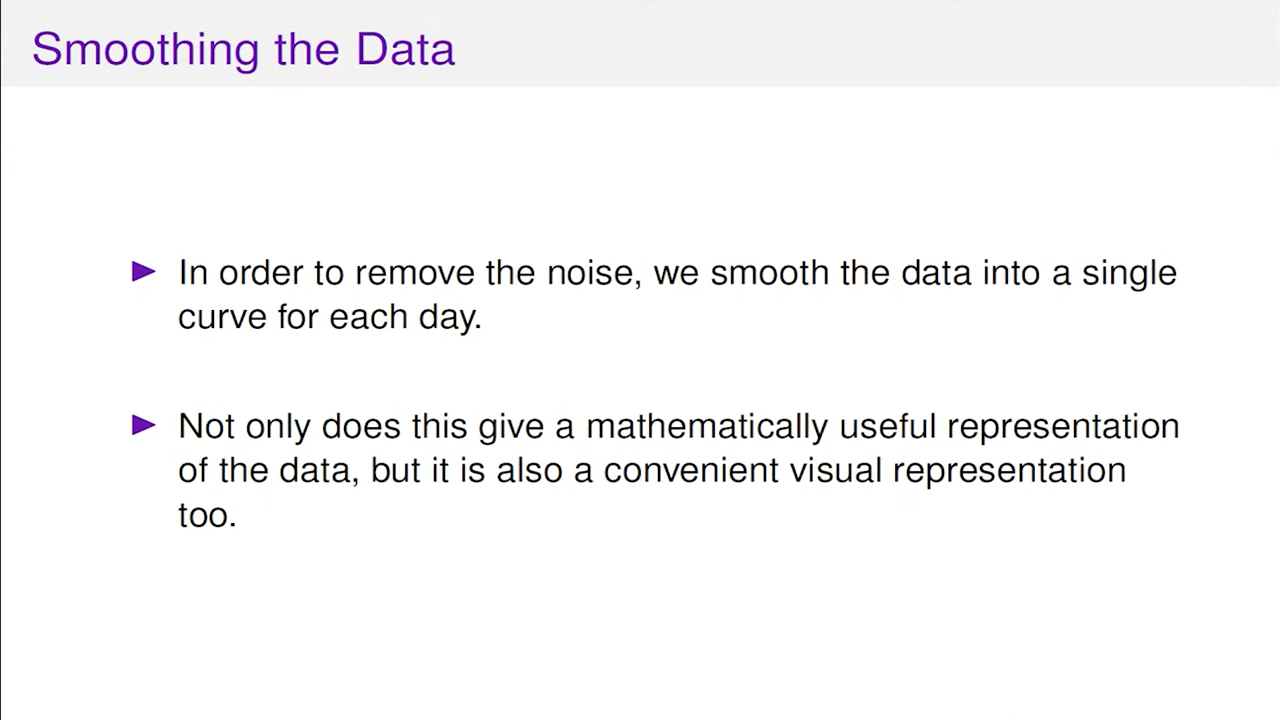 Smoothing the Data
In order to remove the noise, we smooth the data into a single
curve for each day.
Not only does this give a mathematically useful representation
of the data, but it is also a convenient visual representation
too.